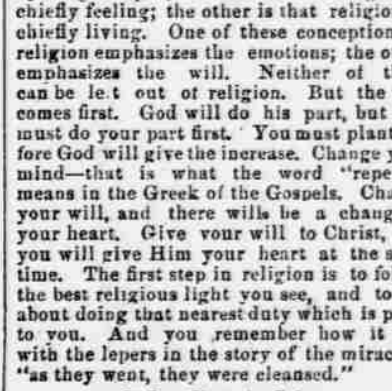 chiefly feeling; the other is that religio
chiefly living. One of these conception
religion emphasizes the emotions; the o
emphasizes the will. Neither of t
can be le.t out of religion. But the
comes first. God will do his part, but
must do your part first. You must plant
fore God will give the increase. Change y
mind—that is what the word "repe
means in the Greek of the Gospels. Cha
your will, and there wills be a chang
your heart. Give your will to Christ,
you will give Him your heart at the s
time. The first step in religion is to fo
the best religious light you see, and to
about doing that nearest duty which is p
to you. And you remember how it
with the lepers in the story of the mirac
"as they went, they were cleansed."